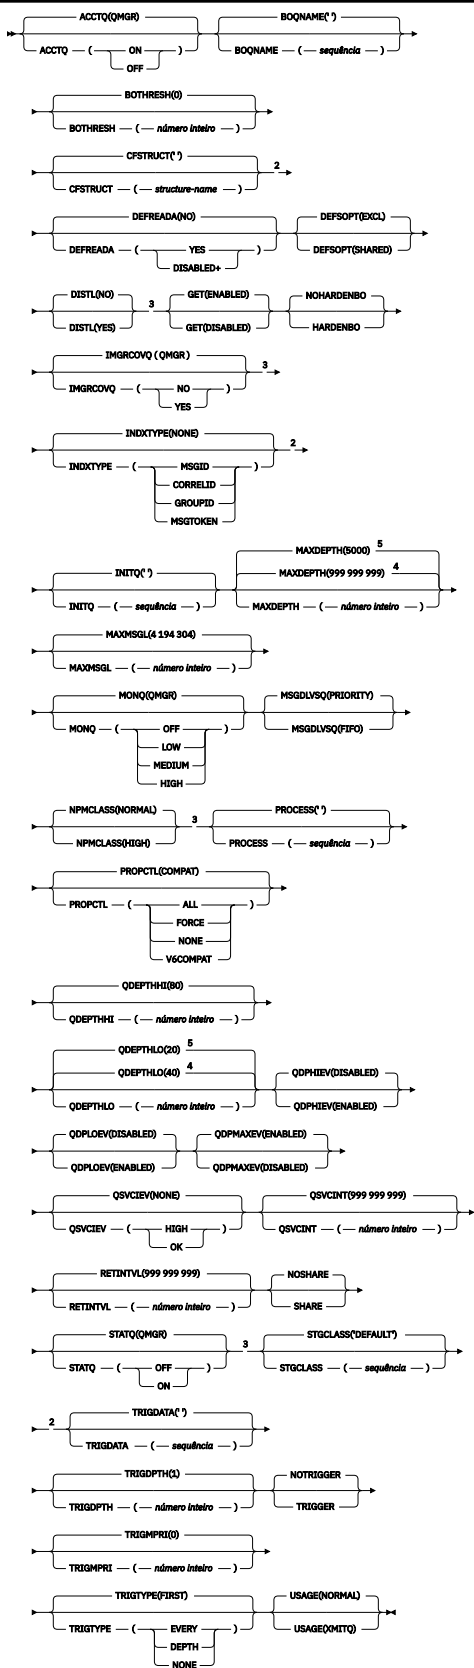 ACCTQ(QMGR) BOQNAME(' ')
ACCTQ ( ON ) BOQNAME ( sequência )
OFF
BOTHRESH(0)
BOTHRESH ( número inteiro )
CFSTRUCT(' ') 2
CFSTRUCT ( structure-name )
DEFREADA(NO) DEFSOPT(EXCL)
DEFREADA ( YES ) DEFSOPT(SHARED)
DISABLED+
DISTL(NO) 3 GET(ENABLED) NOHARDENBO
DISTL(YES) GET(DISABLED) HARDENBO
IMGRCOVQ ( QMGR ) 3
IMGRCOVQ ( NO )
YES
INDXTYPE(NONE) 2
INDXTYPE ( MSGID )
CORRELID
GROUPID
MSGTOKEN
MAXDEPTH(5000) 5
INITQ(' ') MAXDEPTH(999 999 999) 4
INITQ ( sequência ) MAXDEPTH ( número inteiro )
MAXMSGL(4 194 304)
MAXMSGL ( número inteiro )
MONQ(QMGR) MSGDLVSQ(PRIORITY)
MONQ ( OFF ) MSGDLVSQ(FIFO)
LOW
MEDIUM
HIGH
NPMCLASS(NORMAL) 3 PROCESS(' ')
NPMCLASS(HIGH) PROCESS ( sequência )
PROPCTL(COMPAT)
PROPCTL ( ALL )
FORCE
NONE
V6COMPAT
QDEPTHHI(80)
QDEPTHHI ( número inteiro )
QDEPTHLO(20) 5
QDEPTHLO(40) 4 QDPHIEV(DISABLED)
QDEPTHLO ( número inteiro ) QDPHIEV(ENABLED)
QDPLOEV(DISABLED) QDPMAXEV(ENABLED)
QDPLOEV(ENABLED) QDPMAXEV(DISABLED)
QSVCIEV(NONE) QSVCINT(999 999 999)
QSVCIEV ( HIGH ) QSVCINT ( número inteiro )
OK
RETINTVL(999 999 999) NOSHARE
RETINTVL ( número inteiro ) SHARE
STATQ(QMGR) 3 STGCLASS('DEFAULT')
STATQ ( OFF ) STGCLASS ( sequência )
ON
2 TRIGDATA(' ')
TRIGDATA ( sequência )
TRIGDPTH(1) NOTRIGGER
TRIGDPTH ( número inteiro ) TRIGGER
TRIGMPRI(0)
TRIGMPRI ( número inteiro )
TRIGTYPE(FIRST) USAGE(NORMAL)
TRIGTYPE ( EVERY ) USAGE(XMITQ)
DEPTH
NONE